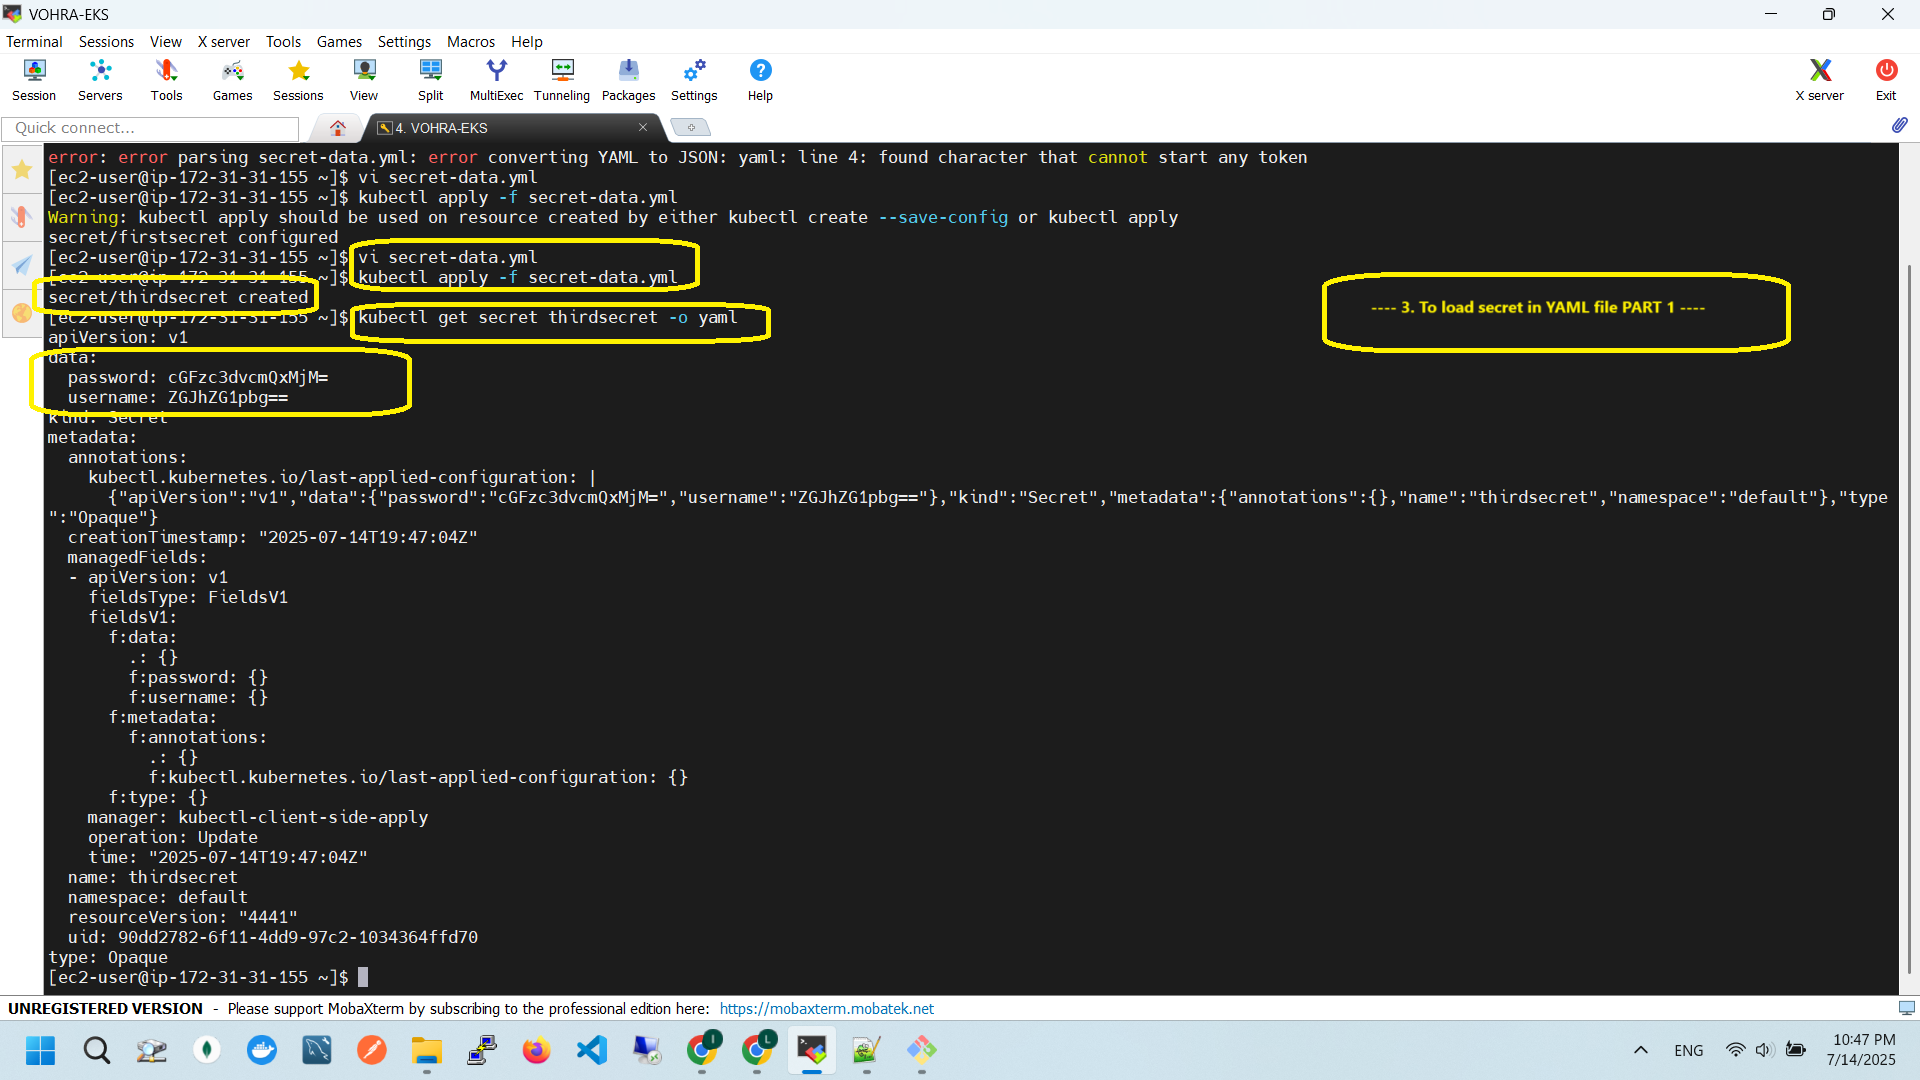 VOHRA-EKS
Terminal Sessions View X server Tools Games Settings Macros Help
Session Servers Tools Games Sessions View Split MultiExec Tunneling Packages Settings Help X server Exit
Quick connect... 4. VOHRA-EKS
error: error parsing secret-data.yml: error converting YAML to JSON: yaml: line 4: found character that cannot start any token
[ec2-user@ip-172-31-31-155 ~]$ vi secret-data.yml
[ec2-user@ip-172-31-31-155 ~]$ kubectl apply -f secret-data.yml
Warning: kubectl apply should be used on resource created by either kubectl create --save-config or kubectl apply
secret/firstsecret configured
[ec2-user@ip-172-31-31-155 ~]$ vi secret-data.yml
[ec2-user@ip-172-31-31-155 ~]$ kubectl apply -f secret-data.yml
secret/thirdsecret created
---- 3. To load secret in YAML file PART 1 ----
[ec2-user@ip-172-31-31-155 ~]$ kubectl get secret thirdsecret -o yaml
apiVersion: v1
data:
  password: cGFzc3dvcmQxMjM=
  username: ZGJhZG1pbg==
kind: Secret
metadata:
  annotations:
    kubectl.kubernetes.io/last-applied-configuration: |
      {"apiVersion":"v1","data":{"password":"cGFzc3dvcmQxMjM=","username":"ZGJhZG1pbg=="},"kind":"Secret","metadata":{"annotations":{},"name":"thirdsecret","namespace":"default"},"type
":"Opaque"}
  creationTimestamp: "2025-07-14T19:47:04Z"
  managedFields:
  - apiVersion: v1
    fieldsType: FieldsV1
    fieldsV1:
      f:data:
        .: {}
        f:password: {}
        f:username: {}
      f:metadata:
        f:annotations:
          .: {}
          f:kubectl.kubernetes.io/last-applied-configuration: {}
      f:type: {}
    manager: kubectl-client-side-apply
    operation: Update
    time: "2025-07-14T19:47:04Z"
  name: thirdsecret
  namespace: default
  resourceVersion: "4441"
  uid: 90dd2782-6f11-4dd9-97c2-1034364ffd70
type: Opaque
[ec2-user@ip-172-31-31-155 ~]$
UNREGISTERED VERSION - Please support MobaXterm by subscribing to the professional edition here: https://mobaxterm.mobatek.net
I L ENG 10:47 PM
7/14/2025